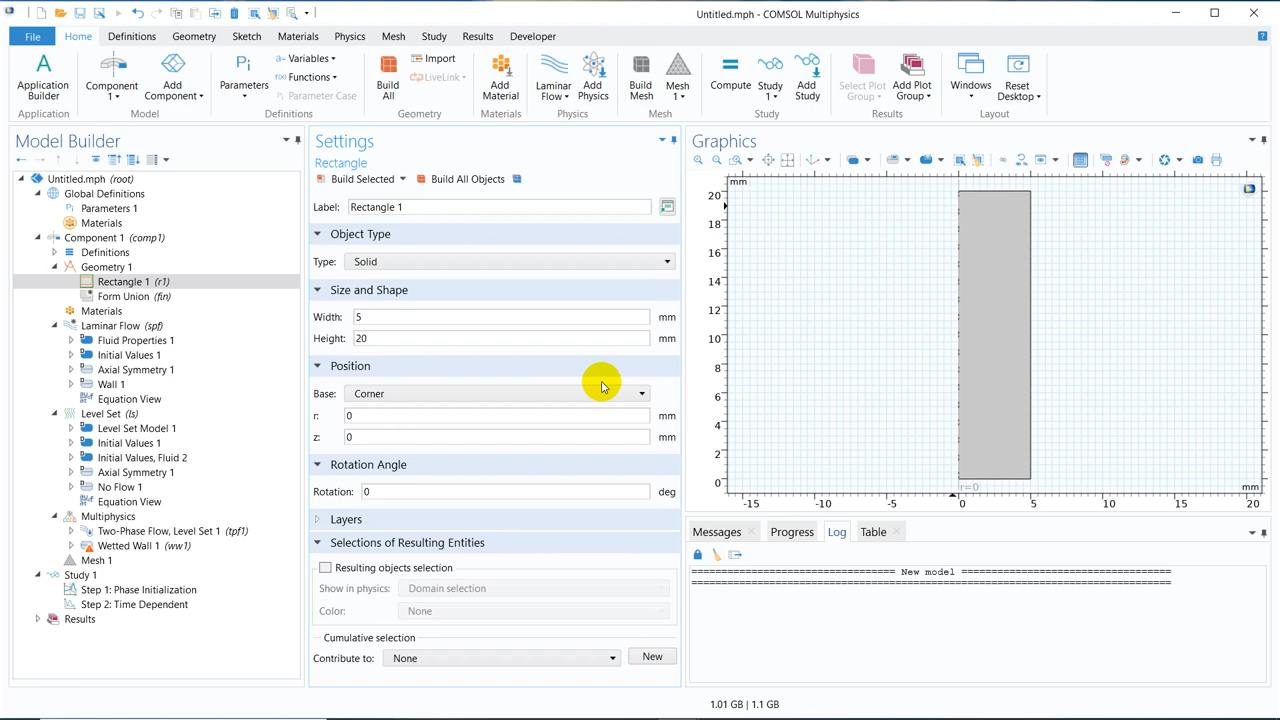 Untitled.mph - COMSOL Multiphysics
File Home Definitions Geometry Sketch Materials Physics Mesh Study Results Developer
Application Builder
Component 1
Add Component
Parameters
Variables
Functions
Parameter Case
Build All
Import
LiveLink
Add Material
Laminar Flow
Add Physics
Build Mesh
Mesh 1
Compute
Study 1
Add Study
Select Plot Group
Add Plot Group
Windows
Reset Desktop
Application Model Definitions Geometry Materials Physics Mesh Study Results Layout
Model Builder
Untitled.mph (root)
Global Definitions
Pi Parameters 1
Materials
Component 1 (comp1)
Definitions
Geometry 1
Rectangle 1 (r1)
Form Union (fin)
Materials
Laminar Flow (spf)
Fluid Properties 1
Initial Values 1
Axial Symmetry 1
Wall 1
Equation View
Level Set (ls)
Level Set Model 1
Initial Values 1
Initial Values, Fluid 2
Axial Symmetry 1
No Flow 1
Equation View
Multiphysics
Two-Phase Flow, Level Set 1 (tpf1)
Wetted Wall 1 (ww1)
Mesh 1
Study 1
Step 1: Phase Initialization
Step 2: Time Dependent
Results
Settings
Rectangle
Build Selected Build All Objects
Label: Rectangle 1
Object Type
Type: Solid
Size and Shape
Width: 5 mm
Height: 20 mm
Position
Base: Corner
r: 0 mm
z: 0 mm
Rotation Angle
Rotation: 0 deg
Layers
Selections of Resulting Entities
Resulting objects selection
Show in physics: Domain selection
Color: None
Cumulative selection
Contribute to: None New
Graphics
mm
20
18
16
14
12
10
8
6
4
2
0
r=0
mm
-15 -10 -5 0 5 10 15 20
Messages Progress Log Table
================================ New model =================================
1.01 GB | 1.1 GB